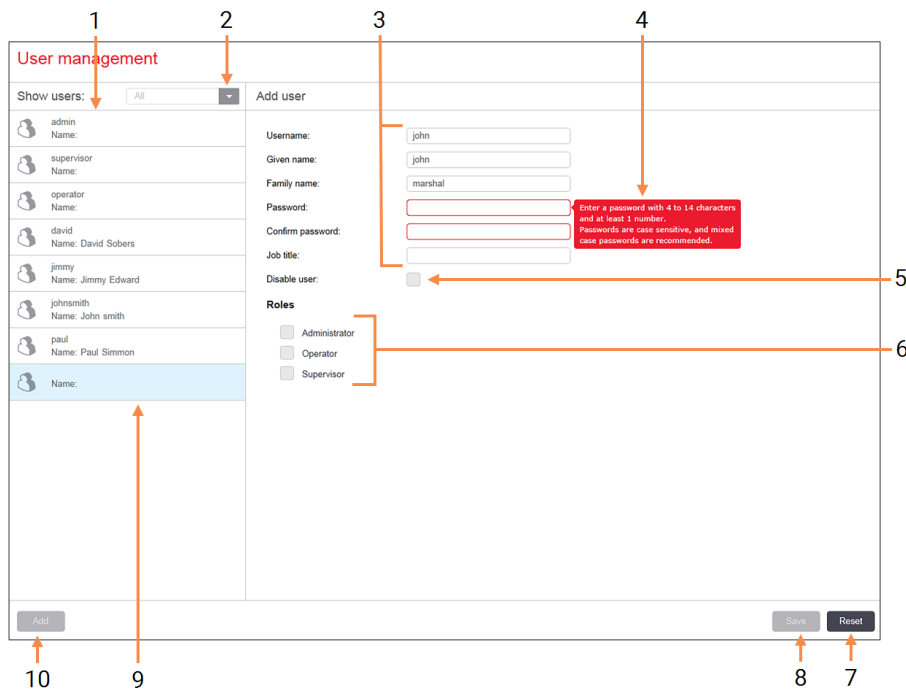 1
2
3
4
User management
Show users:
All
Add user
admin
Name:
supervisor
Name:
operator
Name:
david
Name: David Sobers
jimmy
Name: Jimmy Edward
johnsmith
Name: John smith
paul
Name: Paul Simmon
Name:
Username:
john
Given name:
john
Family name:
marshal
Password:
Enter a password with 4 to 14 characters
and at least 1 number.
Passwords are case sensitive, and mixed
case passwords are recommended.
Confirm password:
Job title:
Disable user:
5
Roles
Administrator
Operator
Supervisor
6
Add
Save
Reset
10
9
8
7